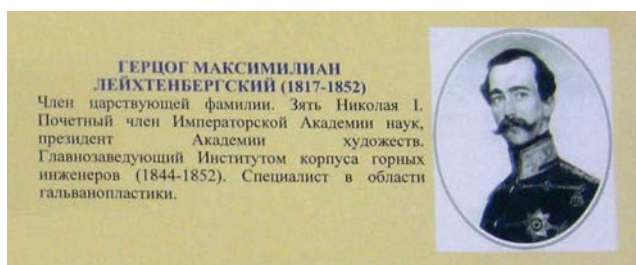 ГЕРЦОГ МАКСИМИЛИАН
ЛЕЙХТЕНБЕРГСКИЙ (1817-1852)
Член царствующей фамилии. Зять Николая I.
Почетный член Императорской Академии наук,
президент Академии художеств.
Главнозаведующий Институтом корпуса горных
инженеров (1844-1852). Специалист в области
гальванопластики.